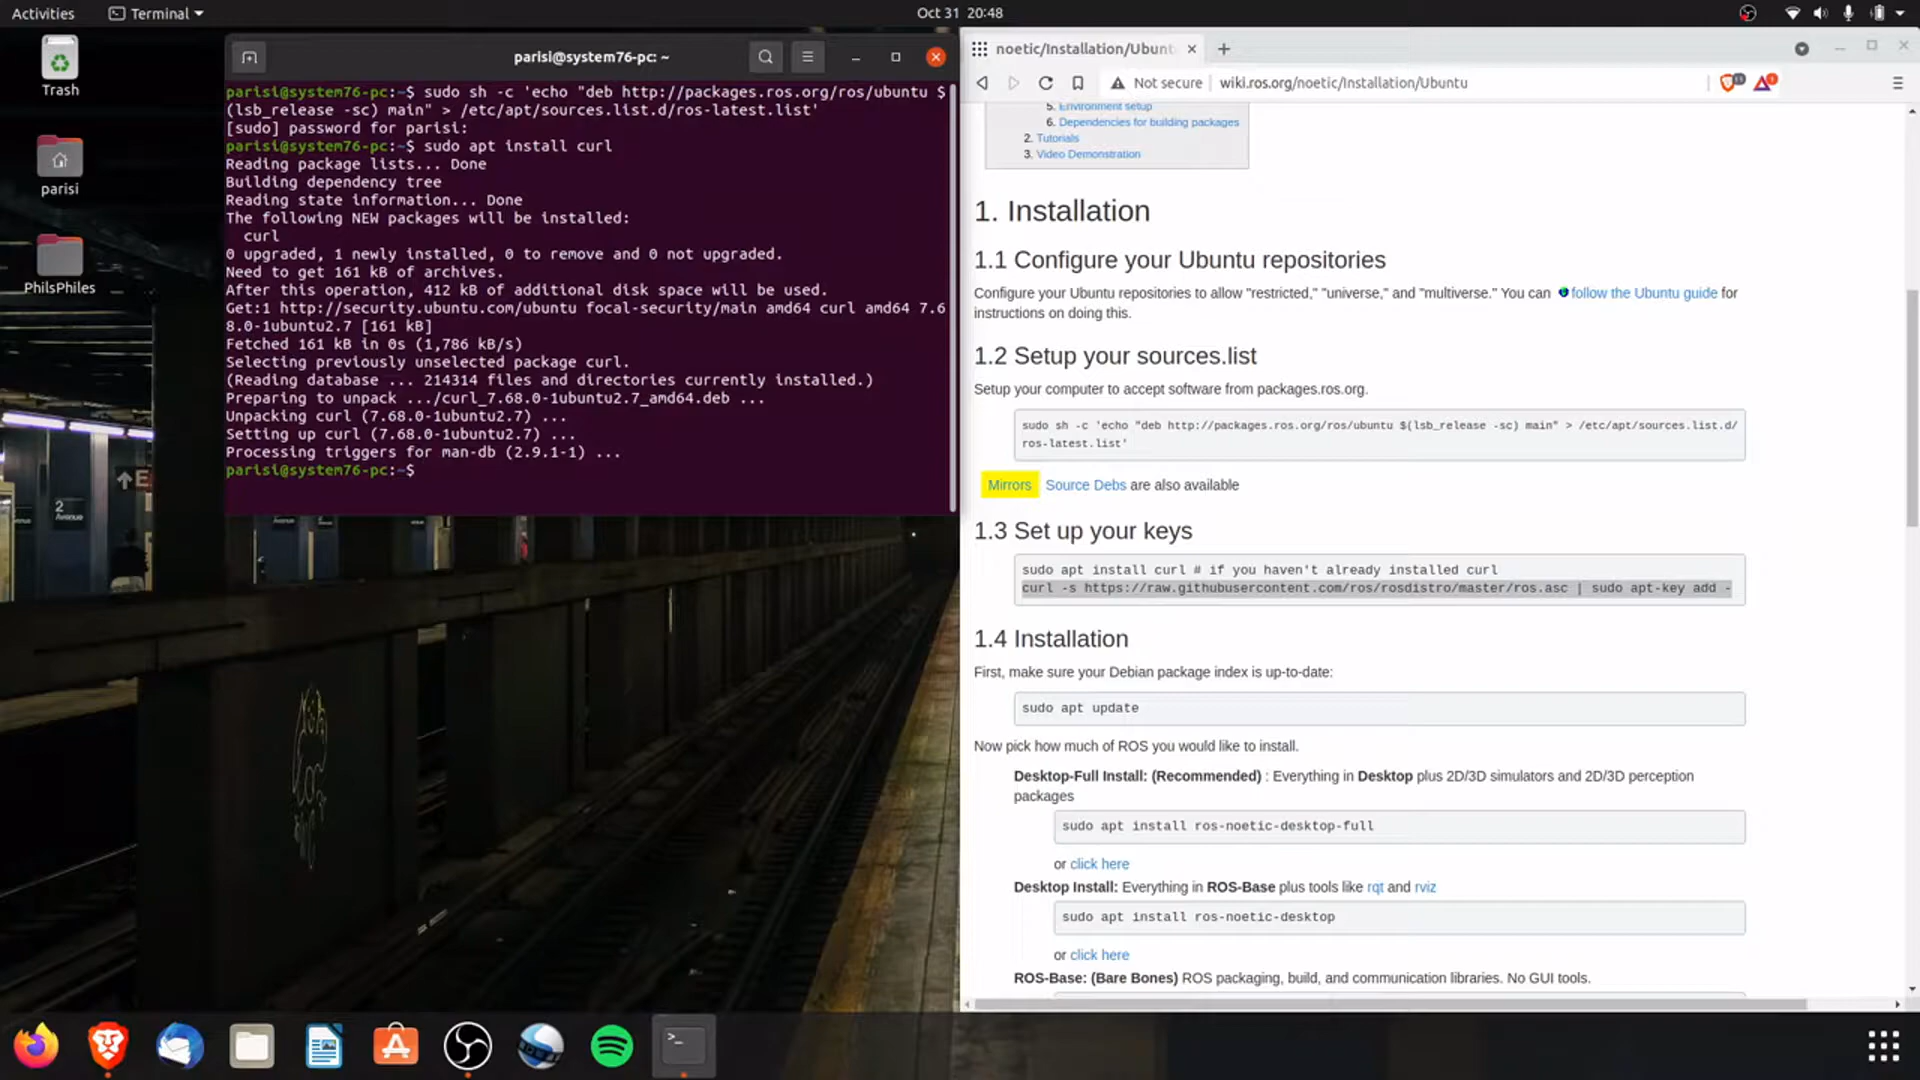 Activities
Terminal
Oct 31 20:48
Trash
parisi
PhilsPhiles
parisi@system76-pc: ~
parisi@system76-pc:~$ sudo sh -c 'echo "deb http://packages.ros.org/ros/ubuntu $
(lsb_release -sc) main" > /etc/apt/sources.list.d/ros-latest.list'
[sudo] password for parisi:
parisi@system76-pc:~$ sudo apt install curl
Reading package lists... Done
Building dependency tree
Reading state information... Done
The following NEW packages will be installed:
curl
0 upgraded, 1 newly installed, 0 to remove and 0 not upgraded.
Need to get 161 kB of archives.
After this operation, 412 kB of additional disk space will be used.
Get:1 http://security.ubuntu.com/ubuntu focal-security/main amd64 curl amd64 7.6
8.0-1ubuntu2.7 [161 kB]
Fetched 161 kB in 0s (1,786 kB/s)
Selecting previously unselected package curl.
(Reading database ... 214314 files and directories currently installed.)
Preparing to unpack .../curl_7.68.0-1ubuntu2.7_amd64.deb ...
Unpacking curl (7.68.0-1ubuntu2.7) ...
Setting up curl (7.68.0-1ubuntu2.7) ...
Processing triggers for man-db (2.9.1-1) ...
parisi@system76-pc:~$
E
2
Avenue
noetic/Installation/Ubunt
Not secure
wiki.ros.org/noetic/Installation/Ubuntu
5. Environment setup
6. Dependencies for building packages
2. Tutorials
3. Video Demonstration
1. Installation
1.1 Configure your Ubuntu repositories
Configure your Ubuntu repositories to allow "restricted," "universe," and "multiverse." You can follow the Ubuntu guide for
instructions on doing this.
1.2 Setup your sources.list
Setup your computer to accept software from packages.ros.org.
sudo sh -c 'echo "deb http://packages.ros.org/ros/ubuntu $(lsb_release -sc) main" > /etc/apt/sources.list.d/
ros-latest.list'
Mirrors Source Debs are also available
1.3 Set up your keys
sudo apt install curl # if you haven't already installed curl
curl -s https://raw.githubusercontent.com/ros/rosdistro/master/ros.asc | sudo apt-key add -
1.4 Installation
First, make sure your Debian package index is up-to-date:
sudo apt update
Now pick how much of ROS you would like to install.
Desktop-Full Install: (Recommended) : Everything in Desktop plus 2D/3D simulators and 2D/3D perception
packages
sudo apt install ros-noetic-desktop-full
or click here
Desktop Install: Everything in ROS-Base plus tools like rqt and rviz
sudo apt install ros-noetic-desktop
or click here
ROS-Base: (Bare Bones) ROS packaging, build, and communication libraries. No GUI tools.